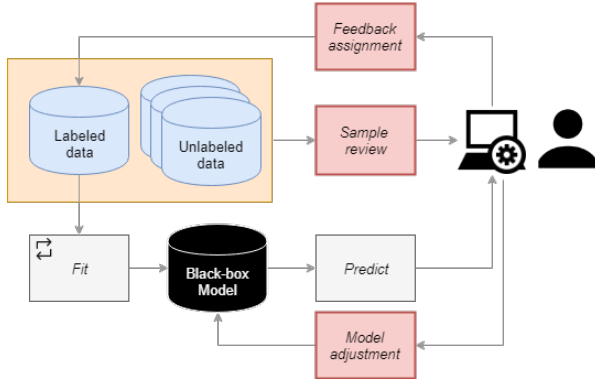 Feedback
assignment
Labeled
data
Unlabeled
data
Sample
review
Fit
Black-box
Model
Predict
Model
adjustment